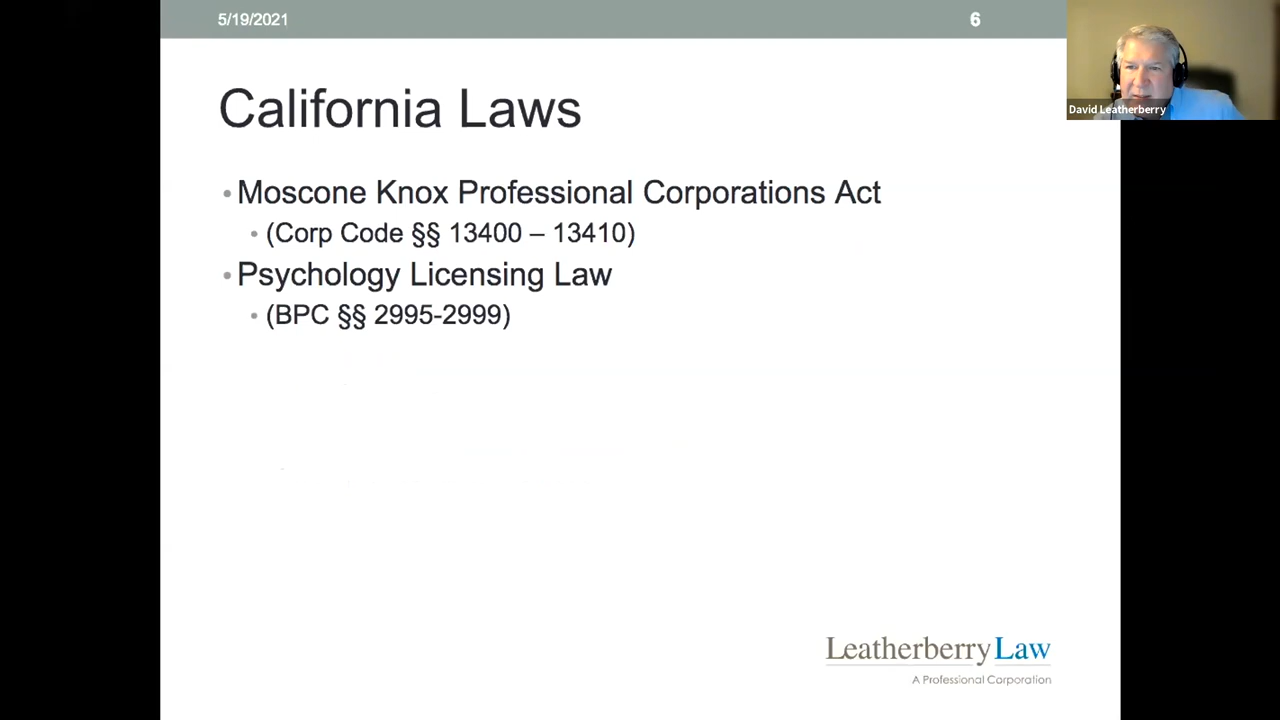 5/19/2021
6
David Leatherberry
California Laws
• Moscone Knox Professional Corporations Act
• (Corp Code §§ 13400 – 13410)
• Psychology Licensing Law
• (BPC §§ 2995-2999)
Leatherberry Law
A Professional Corporation